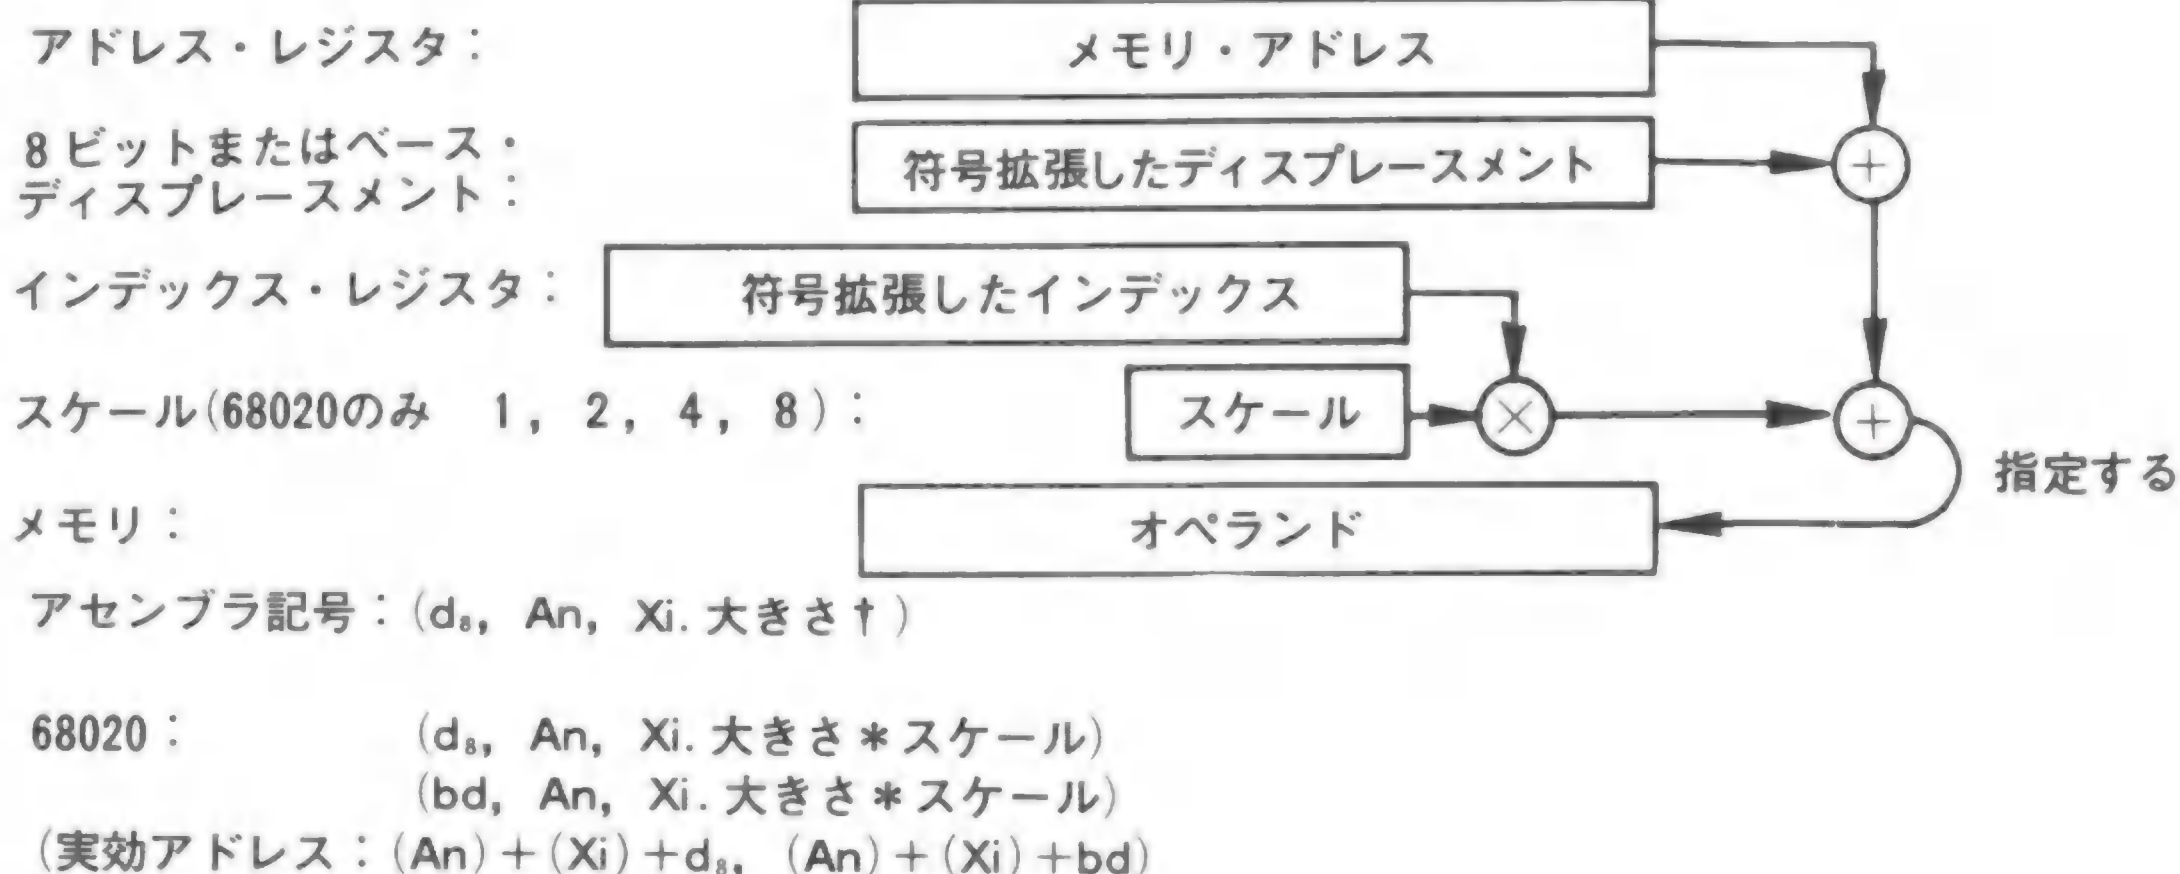 アドレス・レジスタ：
メモリ・アドレス
8ビットまたはベース・
ディスプレースメント：
符号拡張したディスプレースメント
＋
インデックス・レジスタ：
符号拡張したインデックス
スケール(68020のみ　1，2，4，8)：
スケール
×
＋
指定する
メモリ：
オペランド
アセンブラ記号：(d₈, An, Xi.大きさ†)
68020：　(d₈, An, Xi.大きさ*スケール)
(bd, An, Xi.大きさ*スケール)
(実効アドレス：(An)+(Xi)+d₈, (An)+(Xi)+bd)